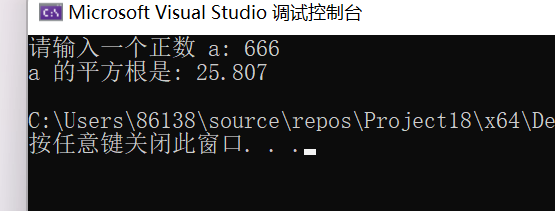 Microsoft Visual Studio 调试控制台
请输入一个正数 a: 666
a 的平方根是: 25.807
C:\Users\86138\source\repos\Project18\x64\De
按任意键关闭此窗口. . .